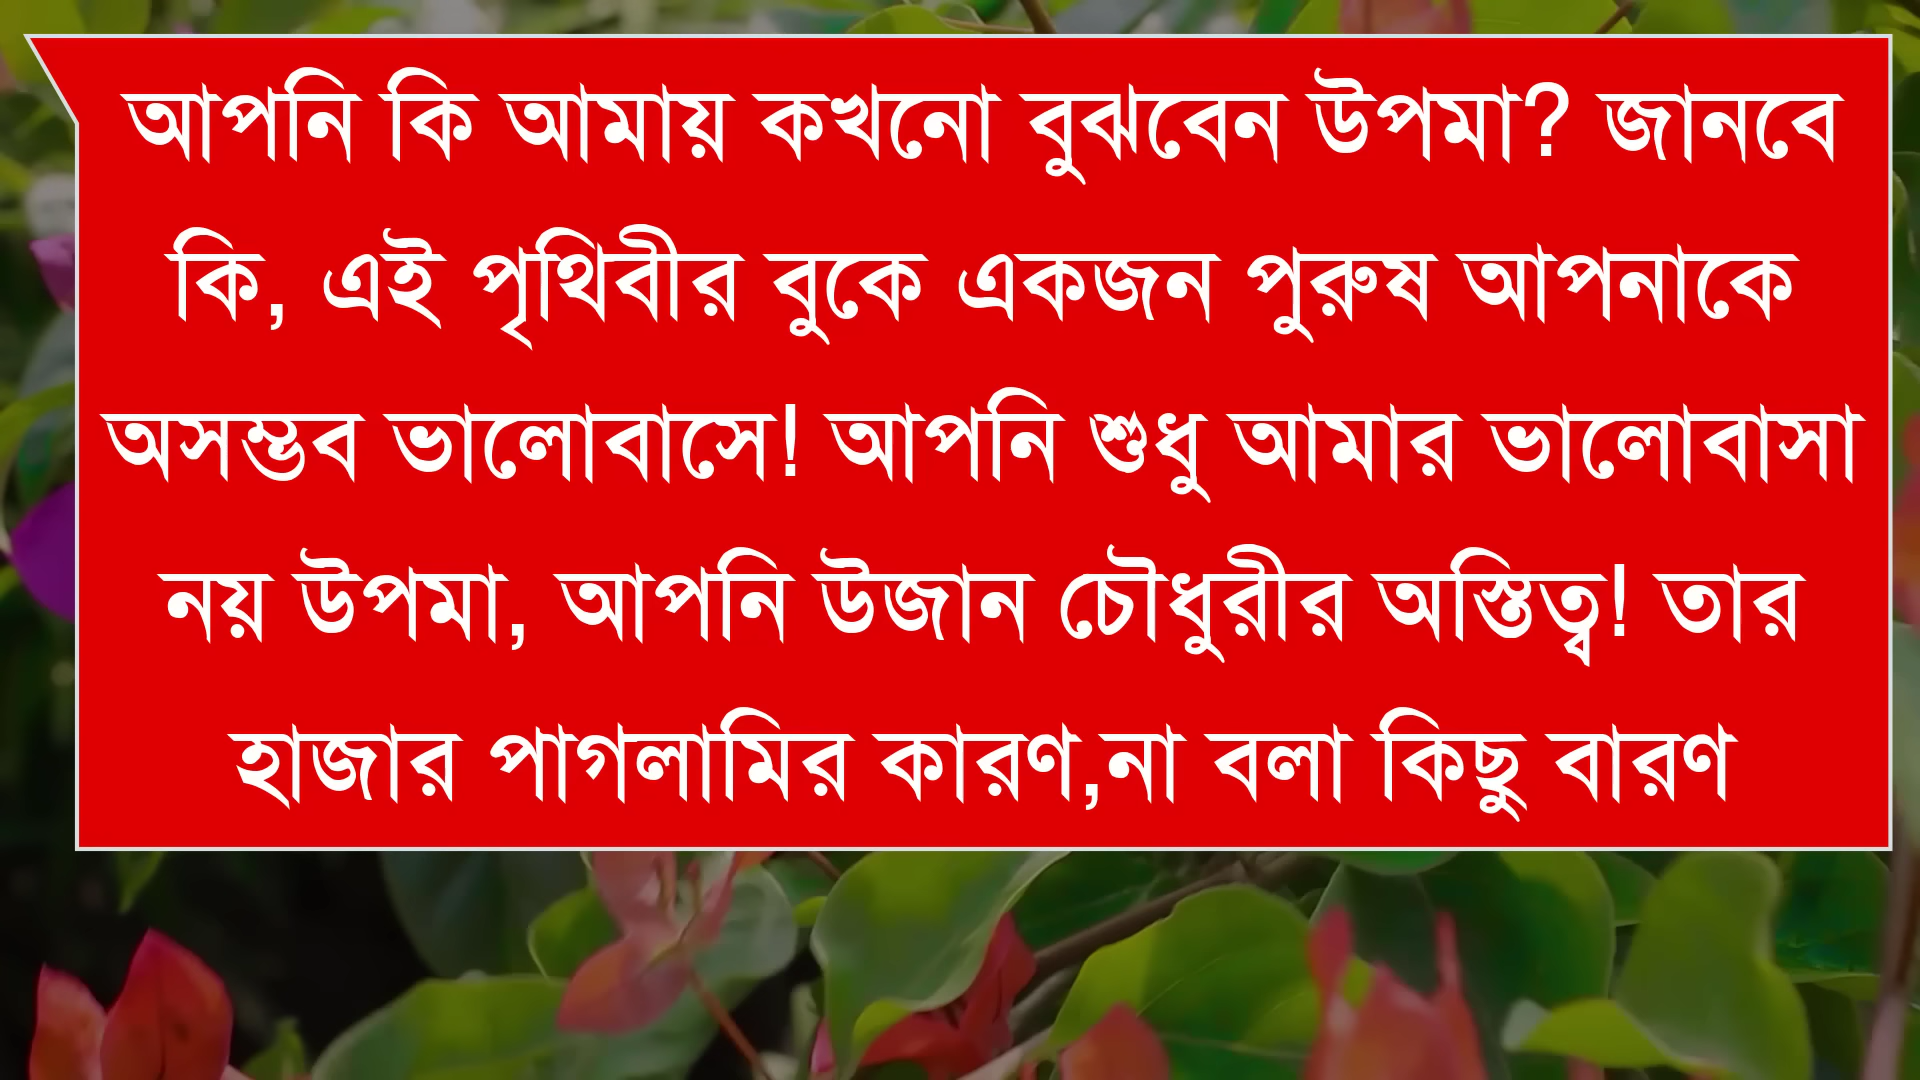 আপনি কি আমায় কখনো বুঝবেন উপমা? জানবে
কি, এই পৃথিবীর বুকে একজন পুরুষ আপনাকে
অসম্ভব ভালোবাসে! আপনি শুধু আমার ভালোবাসা
নয় উপমা, আপনি উজান চৌধুরীর অস্তিত্ব! তার
হাজার পাগলামির কারণ,না বলা কিছু বারণ